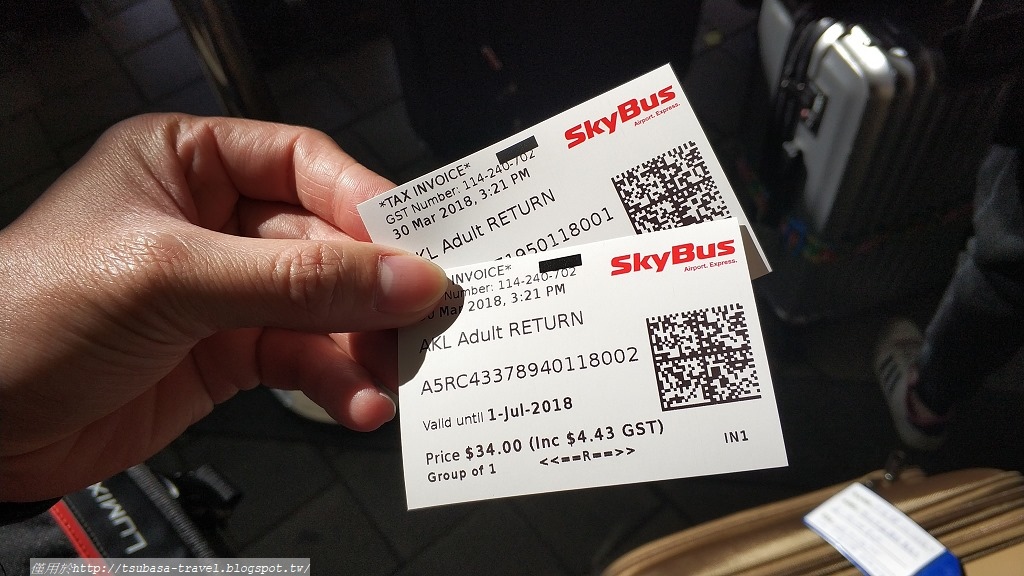 SkyBus
Airport. Express.
*TAX INVOICE*
GST Number: 114-240-702
30 Mar 2018, 3:21 PM
AKL Adult RETURN
1950118001
SkyBus
Airport. Express.
INVOICE*
Number: 114-240-702
30 Mar 2018, 3:21 PM
AKL Adult RETURN
A5RC43378940118002
Valid until 1-Jul-2018
Price $34.00 (Inc $4.43 GST)
Group of 1 <<==R==>>
IN1
LUMIX
僅用於http://tsubasa-travel.blogspot.tw/